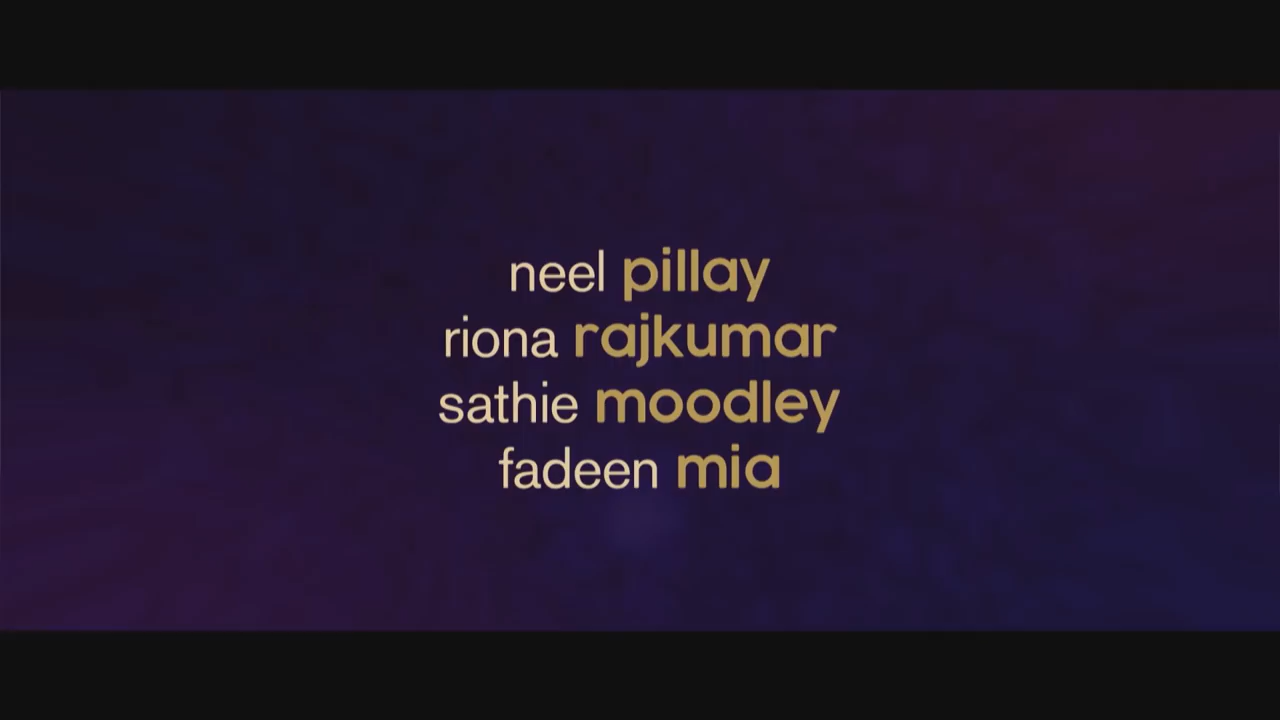 neel pillay
riona rajkumar
sathie moodley
fadeen mia